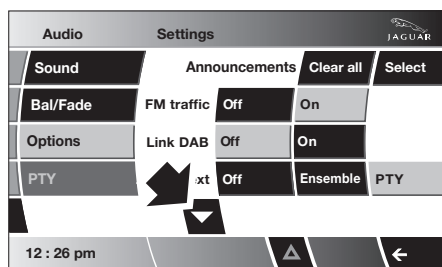 Audio Settings JAGUAR
Sound Announcements Clear all Select
Bal/Fade FM traffic Off On
Options Link DAB Off On
PTY xt Off Ensemble PTY
12 : 26 pm